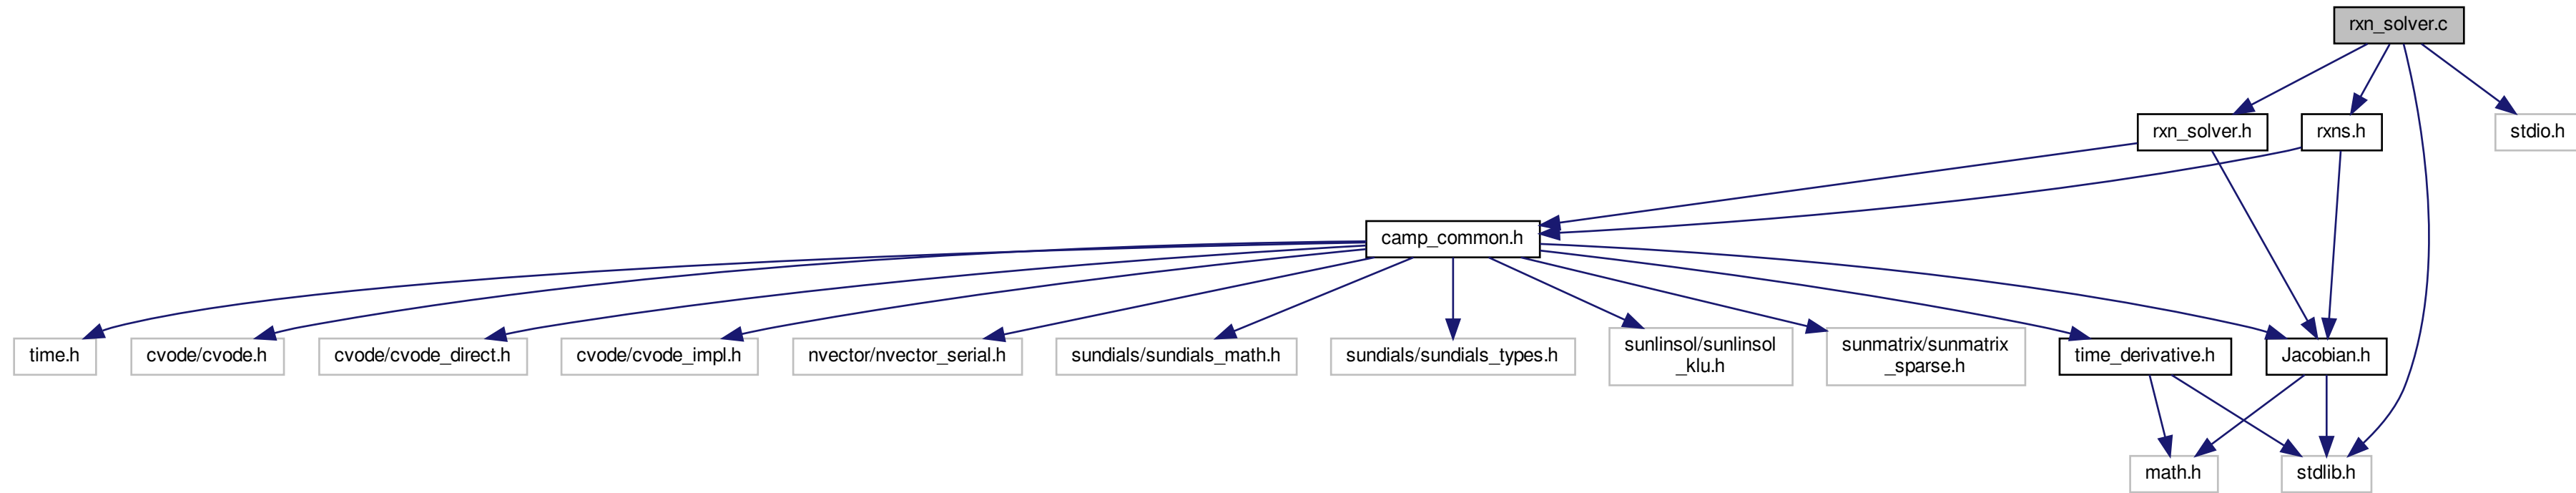 rxn_solver.c
rxn_solver.h
rxns.h
stdio.h
camp_common.h
time.h
cvode/cvode.h
cvode/cvode_direct.h
cvode/cvode_impl.h
nvector/nvector_serial.h
sundials/sundials_math.h
sundials/sundials_types.h
sunlinsol/sunlinsol
_klu.h
sunmatrix/sunmatrix
_sparse.h
time_derivative.h
Jacobian.h
math.h
stdlib.h